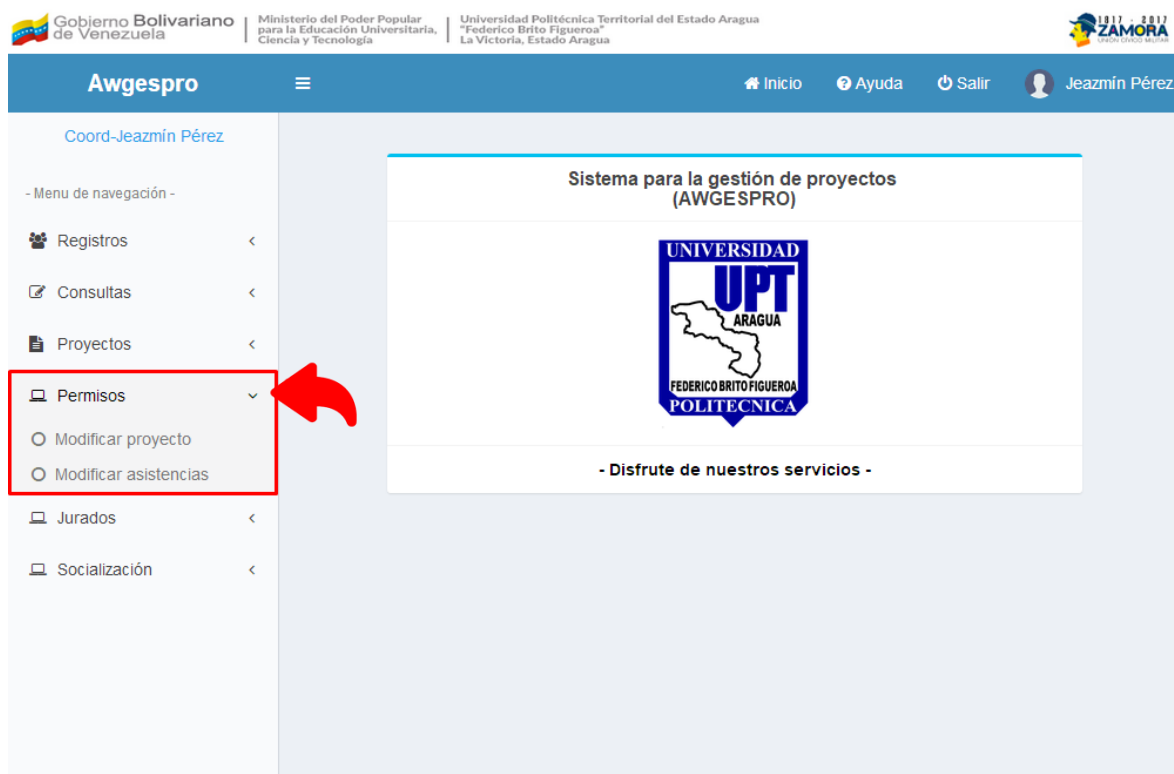 Gobierno Bolivariano
de Venezuela
Ministerio del Poder Popular
para la Educación Universitaria,
Ciencia y Tecnología
Universidad Politécnica Territorial del Estado Aragua
"Federico Brito Figueroa"
La Victoria, Estado Aragua
1817 - 2017
ZAMORA
UNIÓN CÍVICO MILITAR
Awgespro
Inicio
Ayuda
Salir
Jeazmín Pérez
Coord-Jeazmín Pérez
- Menu de navegación -
Registros
Consultas
Proyectos
Permisos
Modificar proyecto
Modificar asistencias
Jurados
Socialización
Sistema para la gestión de proyectos
(AWGESPRO)
UNIVERSIDAD
UPT
ARAGUA
FEDERICO BRITO FIGUEROA
POLITECNICA
- Disfrute de nuestros servicios -